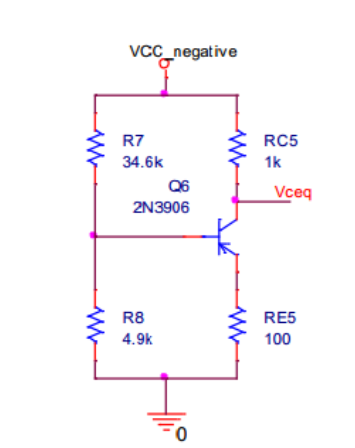 VCC_negative
R7
34.6k
RC5
1k
Q6
2N3906
Vceq
R8
4.9k
RE5
100
0